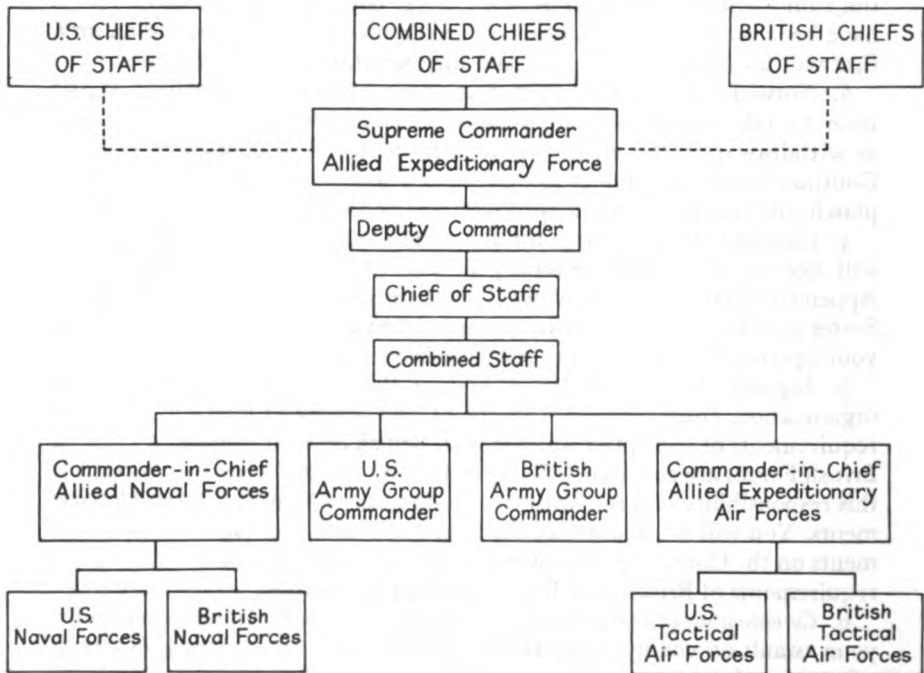 U.S CHIEFS
OF STAFF
COMBINED CHIEFS
OF STAFF
BRITISH CHIEFS
OF STAFF
Supreme Commander
Allied Expeditionary Force
Deputy Commander
Chief of Staff
Combined Staff
Commander-in-Chief
Allied Naval Forces
U.S.
Army Group
Commander
British
Army Group
Commander
Commander-in-Chief
Allied Expeditionary
Air Forces
U.S.
Naval Forces
British
Naval Forces
U.S.
Tactical
Air Forces
British
Tactical
Air Forces